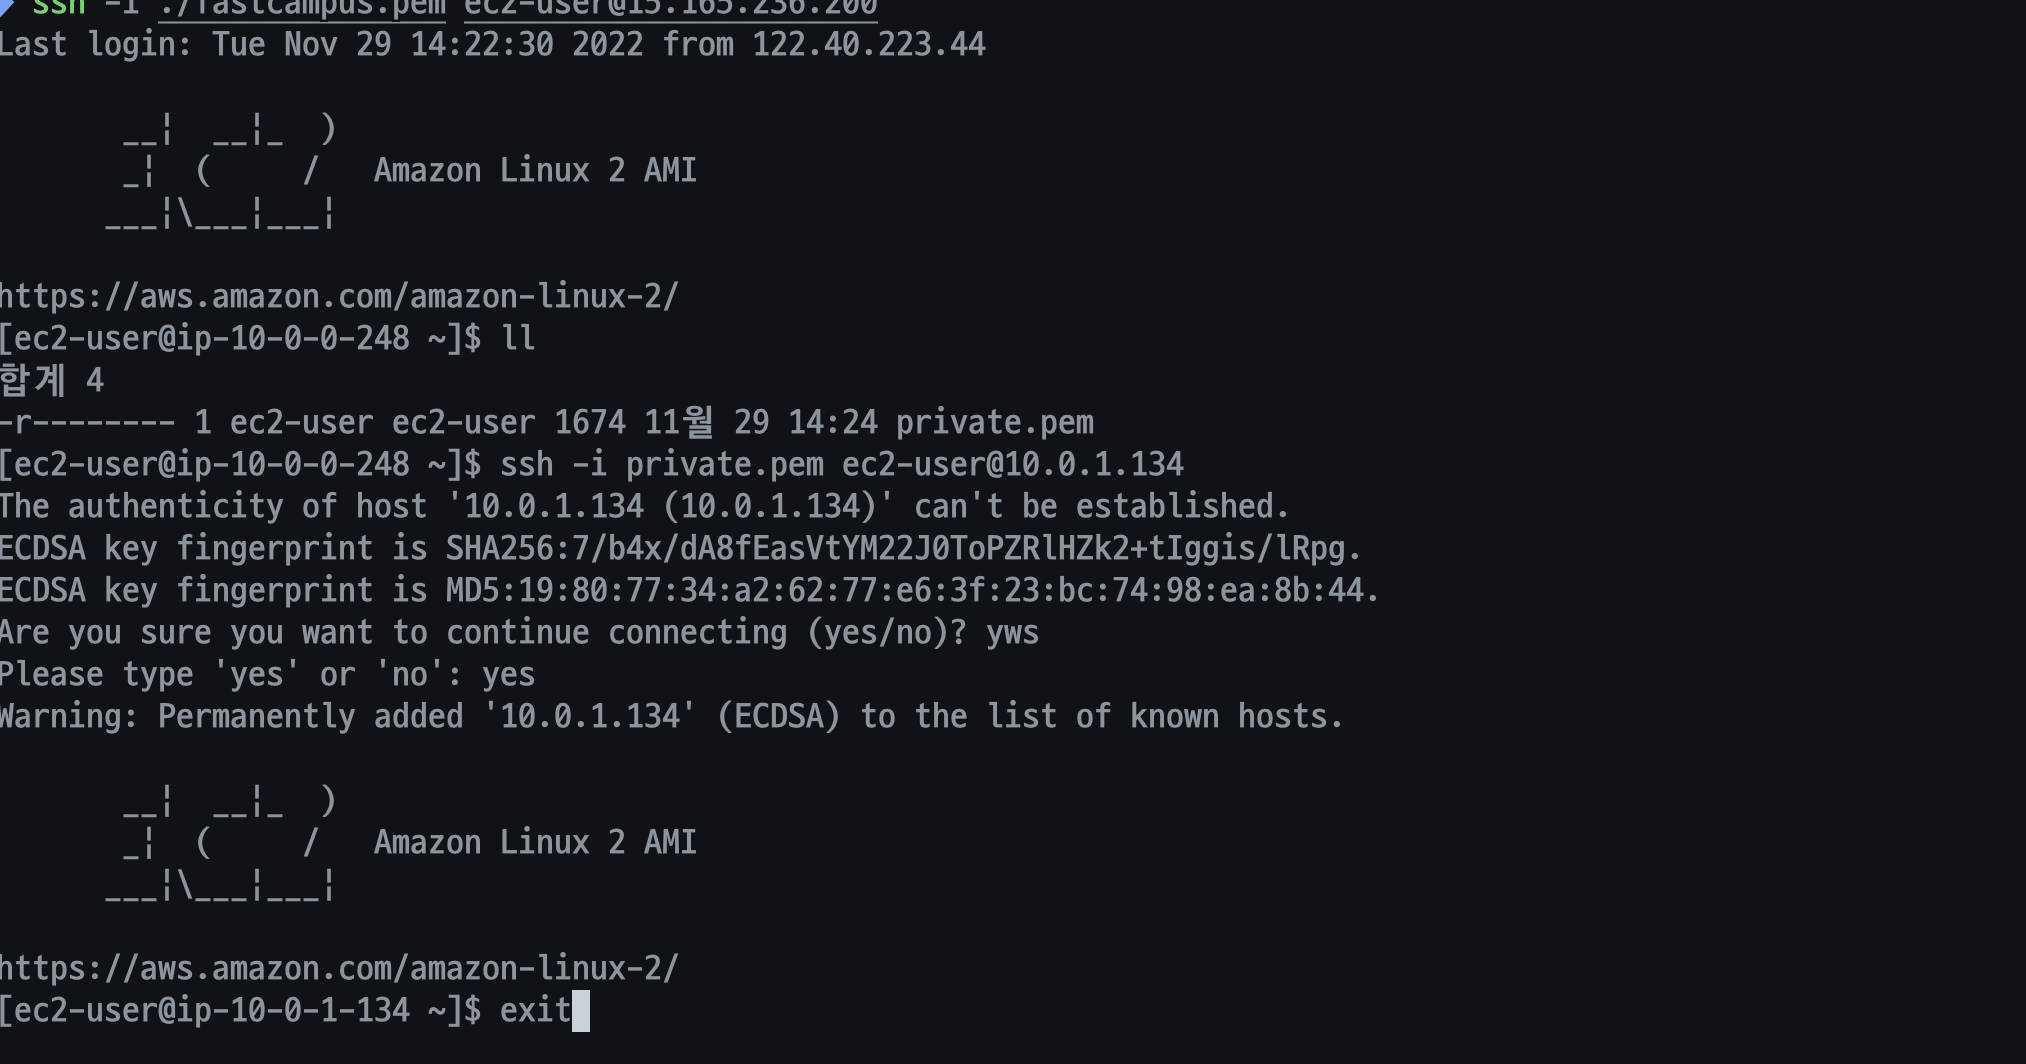 ssh -i ./fastcampus.pem ec2-user@15.165.236.200
Last login: Tue Nov 29 14:22:30 2022 from 122.40.223.44
__|  __|_  )
_|  (     /   Amazon Linux 2 AMI
___|\___|___|
https://aws.amazon.com/amazon-linux-2/
[ec2-user@ip-10-0-0-248 ~]$ ll
합계 4
-r-------- 1 ec2-user ec2-user 1674 11월 29 14:24 private.pem
[ec2-user@ip-10-0-0-248 ~]$ ssh -i private.pem ec2-user@10.0.1.134
The authenticity of host '10.0.1.134 (10.0.1.134)' can't be established.
ECDSA key fingerprint is SHA256:7/b4x/dA8fEasVtYM22J0ToPZRlHZk2+tIggis/lRpg.
ECDSA key fingerprint is MD5:19:80:77:34:a2:62:77:e6:3f:23:bc:74:98:ea:8b:44.
Are you sure you want to continue connecting (yes/no)? yws
Please type 'yes' or 'no': yes
Warning: Permanently added '10.0.1.134' (ECDSA) to the list of known hosts.
__|  __|_  )
_|  (     /   Amazon Linux 2 AMI
___|\___|___|
https://aws.amazon.com/amazon-linux-2/
[ec2-user@ip-10-0-1-134 ~]$ exit